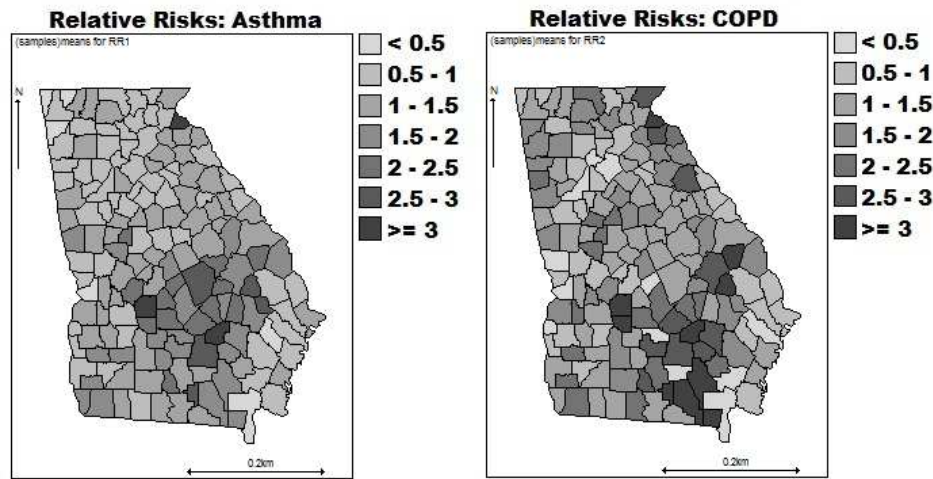 Relative Risks: Asthma
(samples)means for RR1
N
0.2km
< 0.5
0.5 - 1
1 - 1.5
1.5 - 2
2 - 2.5
2.5 - 3
>= 3
Relative Risks: COPD
(samples)means for RR2
N
0.2km
< 0.5
0.5 - 1
1 - 1.5
1.5 - 2
2 - 2.5
2.5 - 3
>= 3